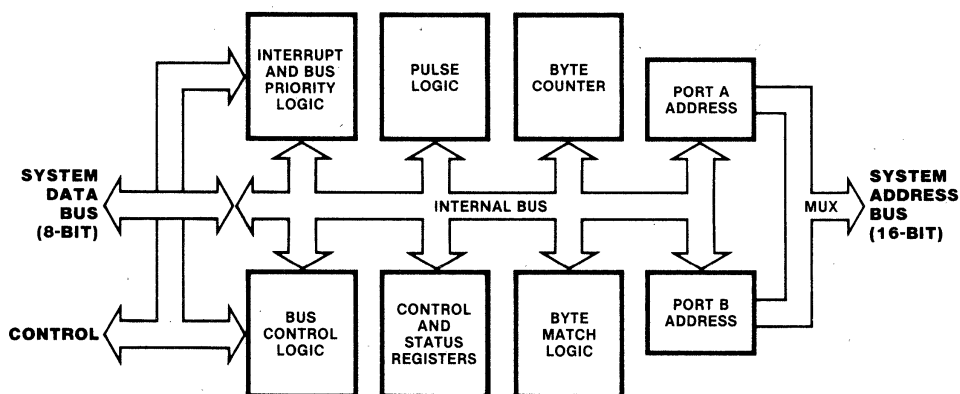 INTERRUPT
AND BUS
PRIORITY
LOGIC
PULSE
LOGIC
BYTE
COUNTER
PORT A
ADDRESS
SYSTEM
DATA
BUS
(8-BIT)
INTERNAL BUS
MUX
SYSTEM
ADDRESS
BUS
(16-BIT)
CONTROL
BUS
CONTROL
LOGIC
CONTROL
AND
STATUS
REGISTERS
BYTE
MATCH
LOGIC
PORT B
ADDRESS